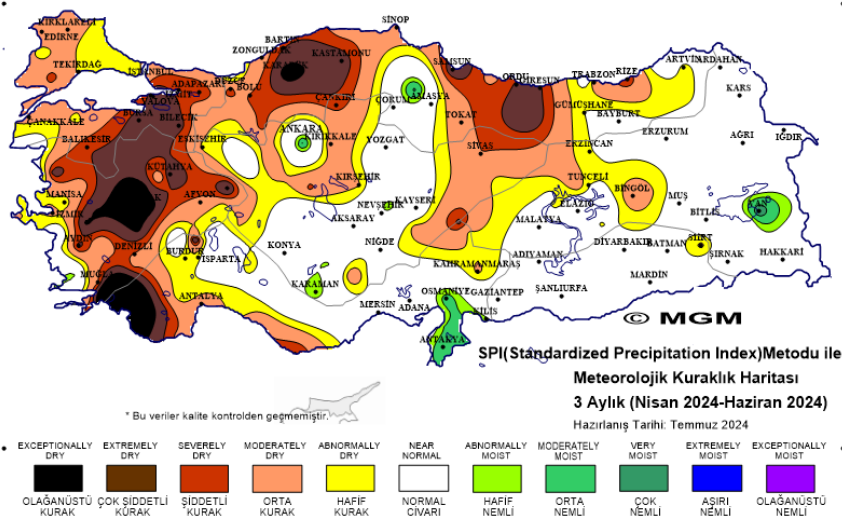 SİNOP
KIRKLARELİ
EDİRNE
BARTIN
ZONGULDAK
KASTAMONU
KARABÜK
TEKİRDAĞ
İSTANBUL
SAMSUN
ORDU
GİRESUN
TRABZON
RİZE
ARTVİN
ARDAHAN
KARS
DÜZCE
ADAPAZARI
BOLU
YALOVA
ÇANKIRI
ÇORUM
AMASYA
TOKAT
GÜMÜŞHANE
BAYBURT
ÇANAKKALE
BURSA
BİLECİK
ANKARA
KIRIKKALE
ERZURUM
AĞRI
IĞDIR
BALIKESİR
ESKİŞEHİR
YOZGAT
SİVAS
ERZİNCAN
KÜTAHYA
KIRŞEHİR
TUNCELİ
BİNGÖL
MUŞ
MANİSA
AFYON
NEVŞEHİR
KAYSERİ
ELAZIĞ
BİTLİS
VAN
İZMİR
AKSARAY
MALATYA
AYDIN
DENİZLİ
BURDUR
ISPARTA
KONYA
NİĞDE
DİYARBAKIR
BATMAN
SİİRT
ŞIRNAK
HAKKARİ
KAHRAMANMARAŞ
ADIYAMAN
MUĞLA
KARAMAN
MARDİN
ANTALYA
MERSİN
ADANA
OSMANİYE
GAZİANTEP
ŞANLIURFA
KİLİS
ANTAKYA
© MGM
SPI(Standardized Precipitation Index)Metodu ile
Meteorolojik Kuraklık Haritası
3 Aylık (Nisan 2024-Haziran 2024)
Hazırlanış Tarihi: Temmuz 2024
* Bu veriler kalite kontrolden geçmemiştir.
EXCEPTIONALLY DRY
EXTREMELY DRY
SEVERELY DRY
MODERATELY DRY
ABNORMALLY DRY
NEAR NORMAL
ABNORMALLY MOIST
MODERATELY MOIST
VERY MOIST
EXTREMELY MOIST
EXCEPTIONALLY MOIST
OLAĞANÜSTÜ KURAK
ÇOK ŞİDDETLİ KURAK
ŞİDDETLİ KURAK
ORTA KURAK
HAFİF KURAK
NORMAL CİVARI
HAFİF NEMLİ
ORTA NEMLİ
ÇOK NEMLİ
AŞIRI NEMLİ
OLAĞANÜSTÜ NEMLİ